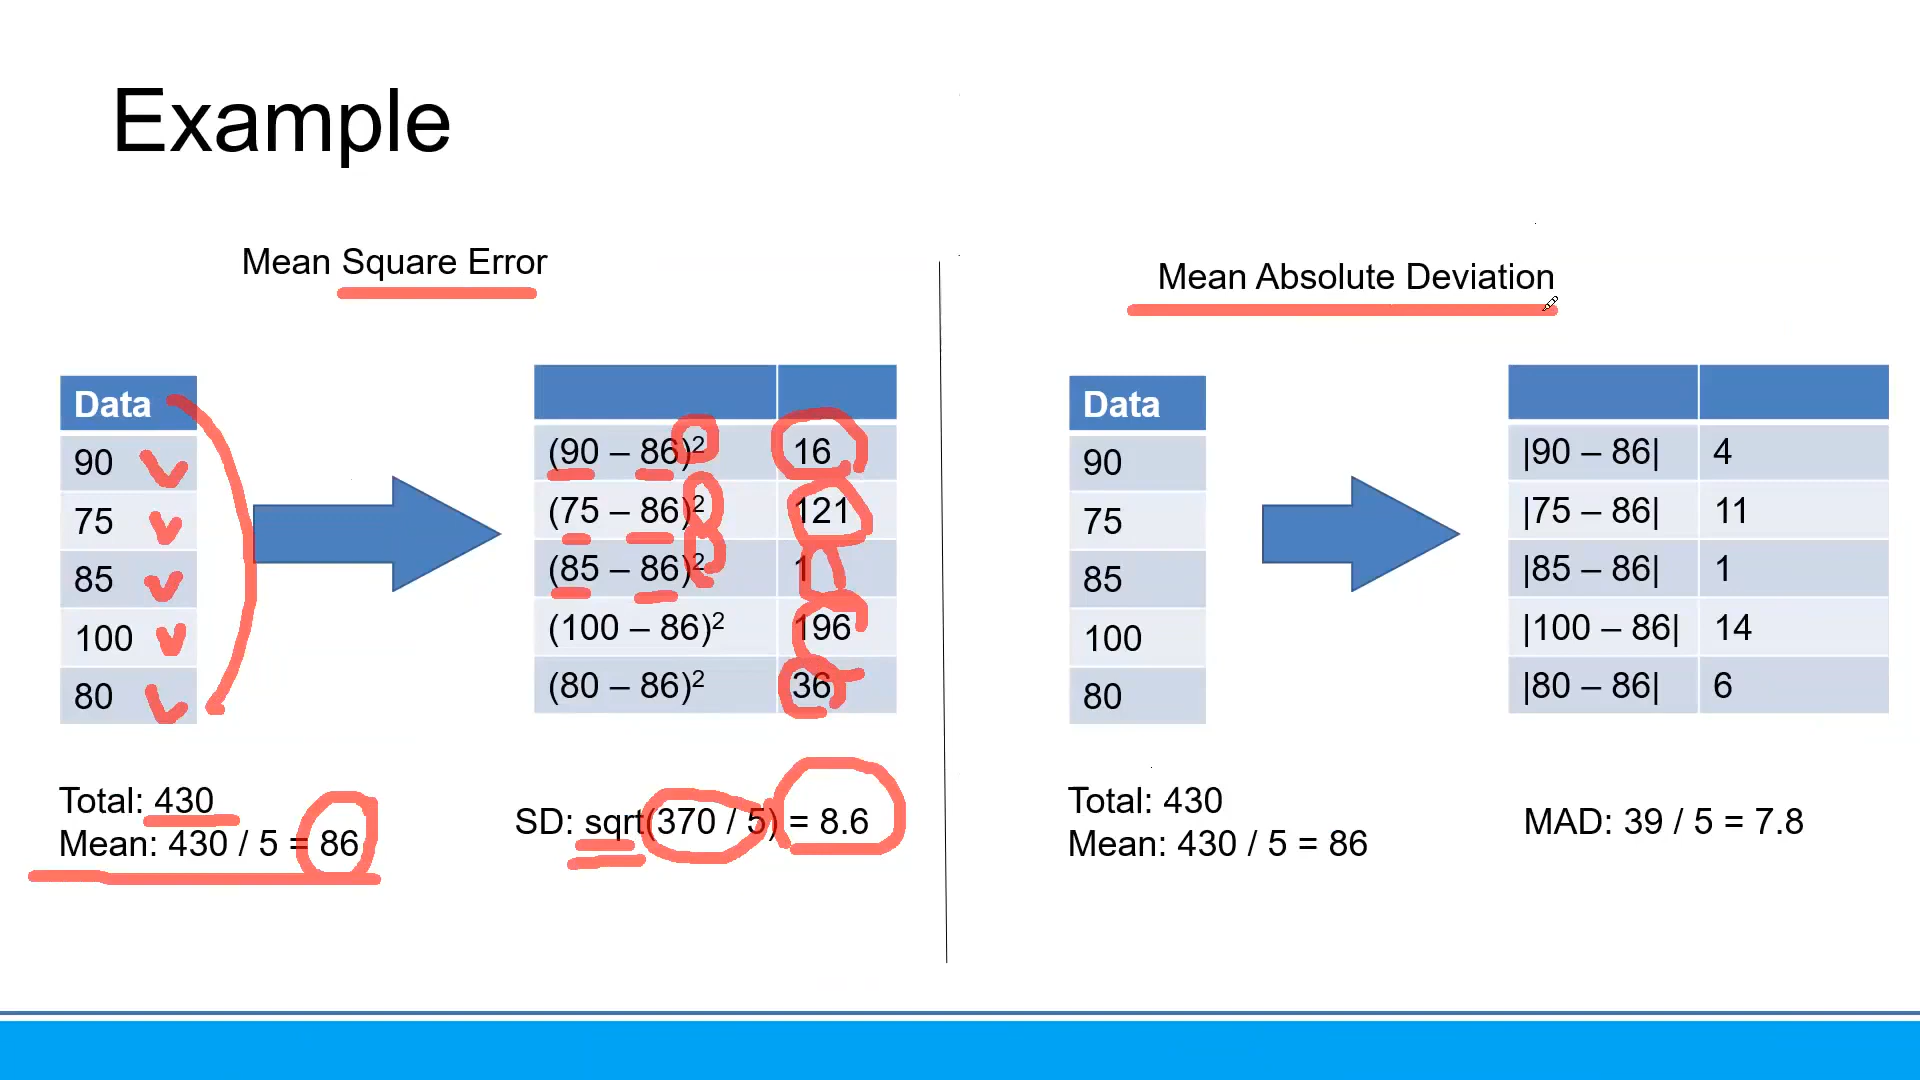 Example
Mean Square Error
Data
90
75
85
100
80
(90 – 86)² 16
(75 – 86)² 121
(85 – 86)² 1
(100 – 86)² 196
(80 – 86)² 36
Total: 430
Mean: 430 / 5 = 86
SD: sqrt(370 / 5) = 8.6
Mean Absolute Deviation
Data
90
75
85
100
80
|90 – 86| 4
|75 – 86| 11
|85 – 86| 1
|100 – 86| 14
|80 – 86| 6
Total: 430
Mean: 430 / 5 = 86
MAD: 39 / 5 = 7.8